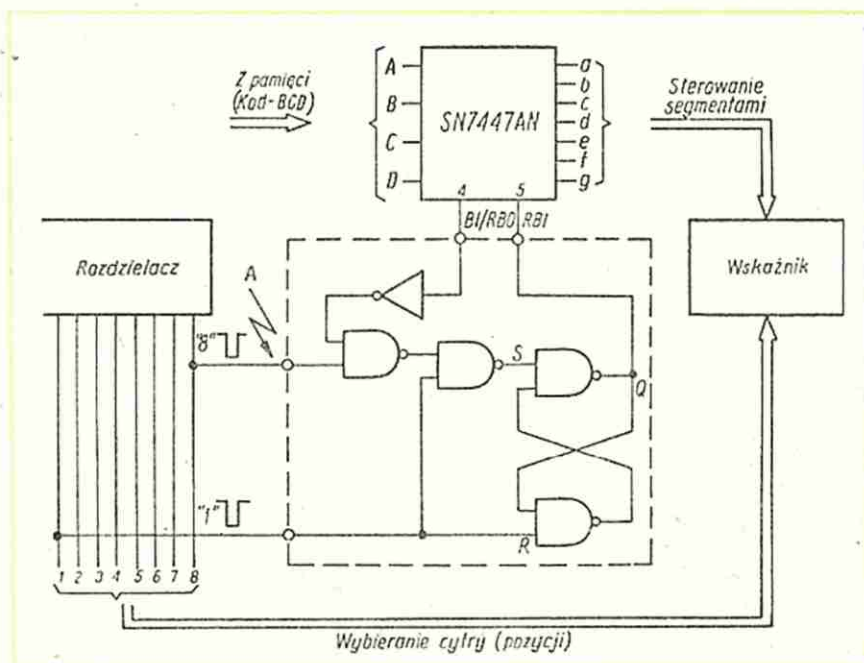 Z pamięci
(Kod-BCD)
A
B
C
D
SN7447AN
a
b
c
d
e
f
g
4 5
BI/RBO RBI
Sterowanie
segmentami
Rozdzielacz
A
Wskaźnik
"8"
S
Q
"1"
R
1 2 3 4 5 6 7 8
Wybieranie cyfry (pozycji)